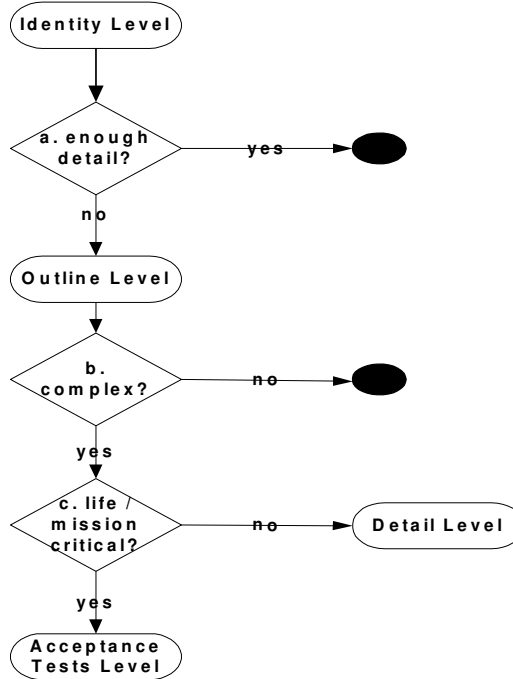 Identity Level
a. enough
detail?
yes
no
Outline Level
b.
complex?
no
yes
c. life /
mission
critical?
no
Detail Level
yes
Acceptance
Tests Level